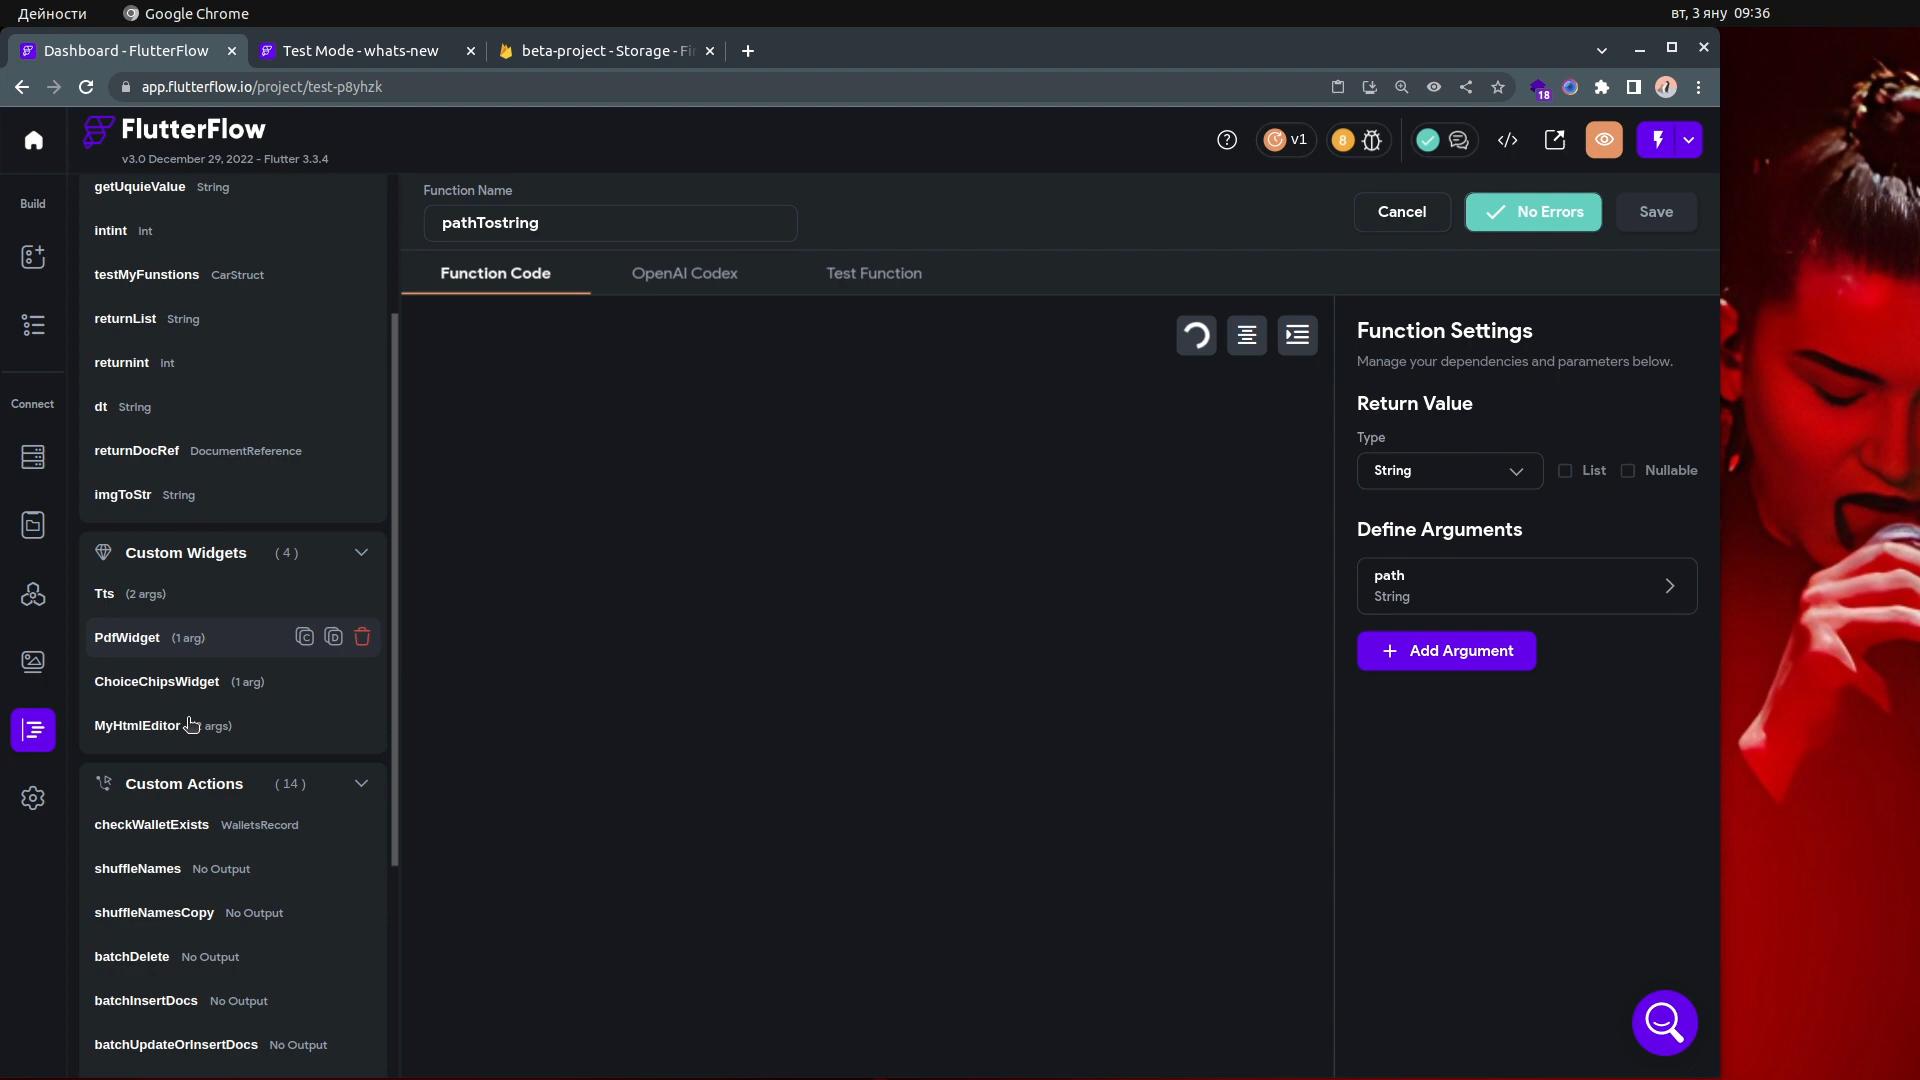 Дейности
Google Chrome
вт, 3 яну 09:36
Dashboard - FlutterFlow
Test Mode - whats-new
beta-project - Storage - Fi
app.flutterflow.io/project/test-p8yhzk
18
FlutterFlow
v3.0 December 29, 2022 - Flutter 3.3.4
v1
8
Build
Connect
getUquieValue String
intint Int
testMyFunstions CarStruct
returnList String
returnint Int
dt String
returnDocRef DocumentReference
imgToStr String
Custom Widgets ( 4 )
Tts (2 args)
PdfWidget (1 arg)
ChoiceChipsWidget (1 arg)
MyHtmlEditor args)
Custom Actions ( 14 )
checkWalletExists WalletsRecord
shuffleNames No Output
shuffleNamesCopy No Output
batchDelete No Output
batchInsertDocs No Output
batchUpdateOrInsertDocs No Output
Function Name
pathTostring
Cancel
No Errors
Save
Function Code
OpenAI Codex
Test Function
Function Settings
Manage your dependencies and parameters below.
Return Value
Type
String
List
Nullable
Define Arguments
path
String
+ Add Argument